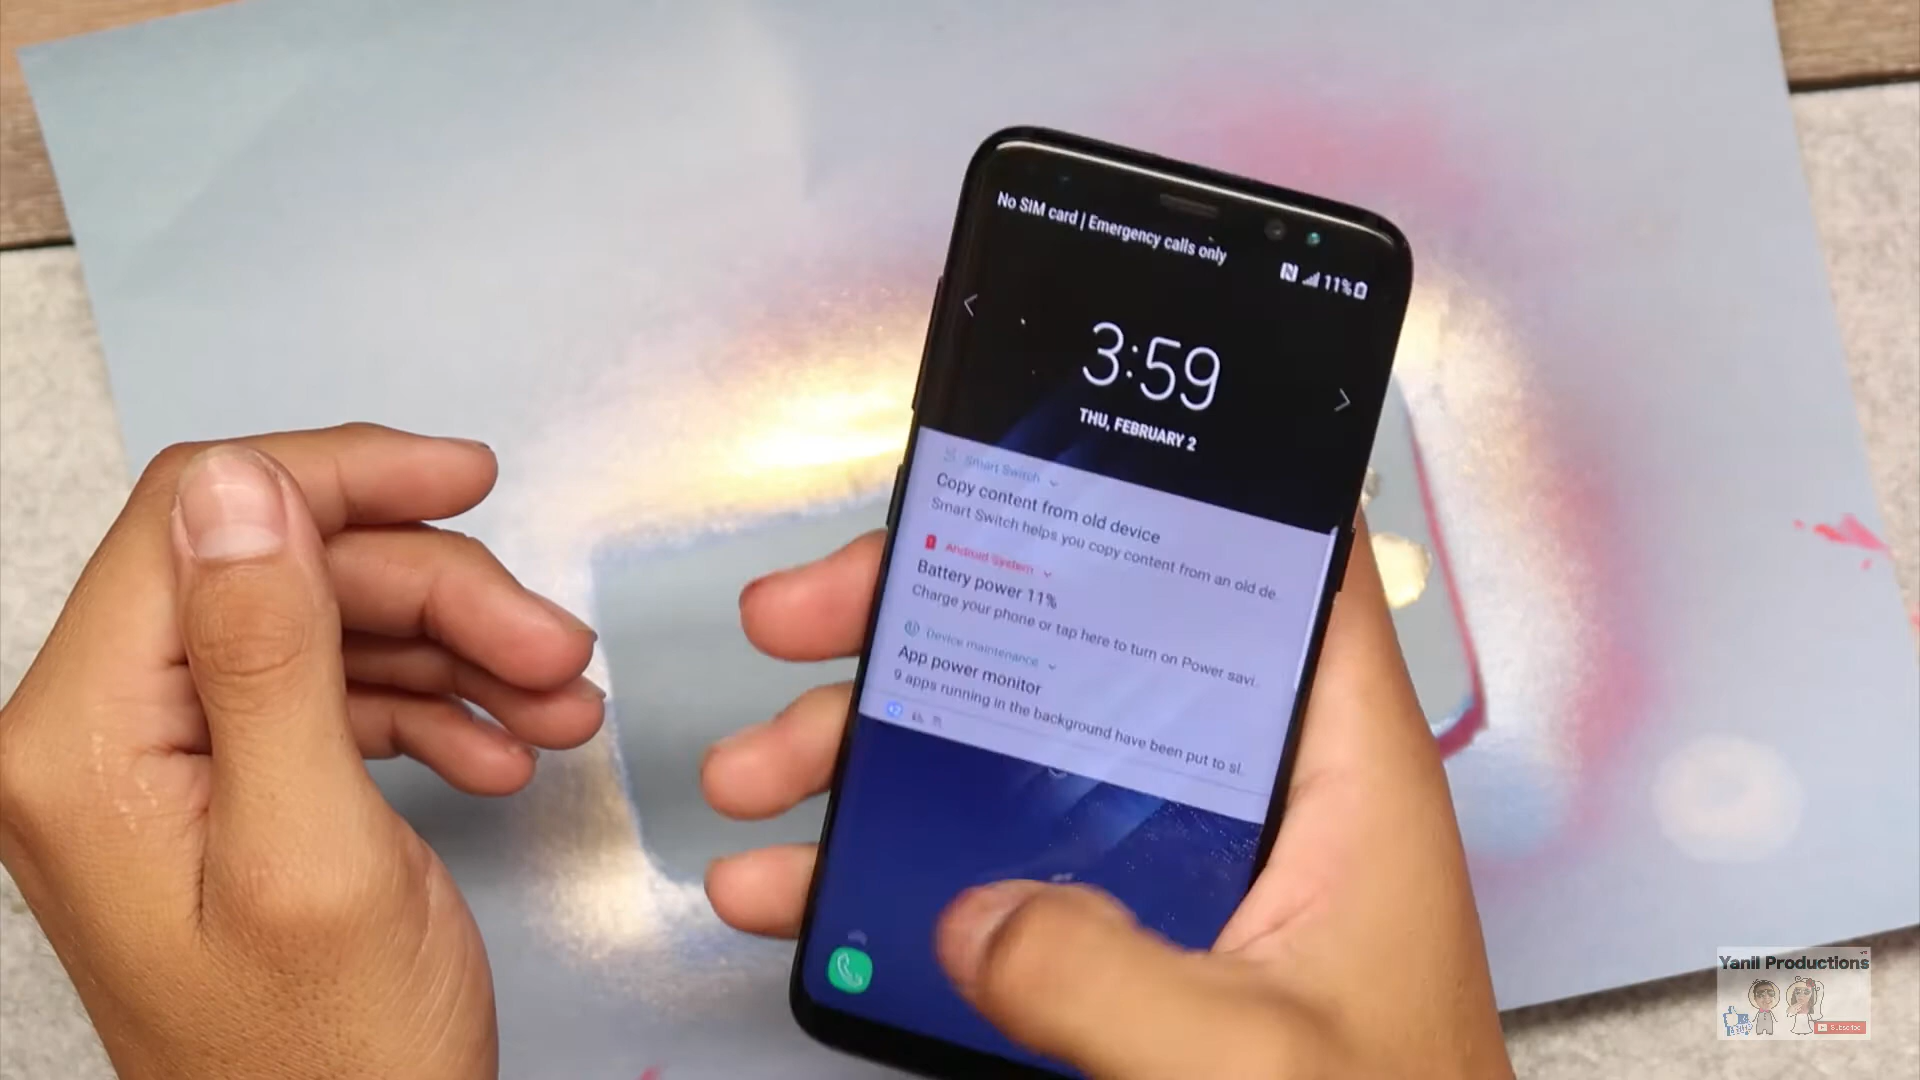 No SIM card | Emergency calls only
11%
3:59
THU, FEBRUARY 2
Smart Switch
Copy content from old device
Smart Switch helps you copy content from an old de..
Android System
Battery power 11%
Charge your phone or tap here to turn on Power savi..
Device maintenance
App power monitor
9 apps running in the background have been put to sl..
+2
Yanil Productions
Subscribe